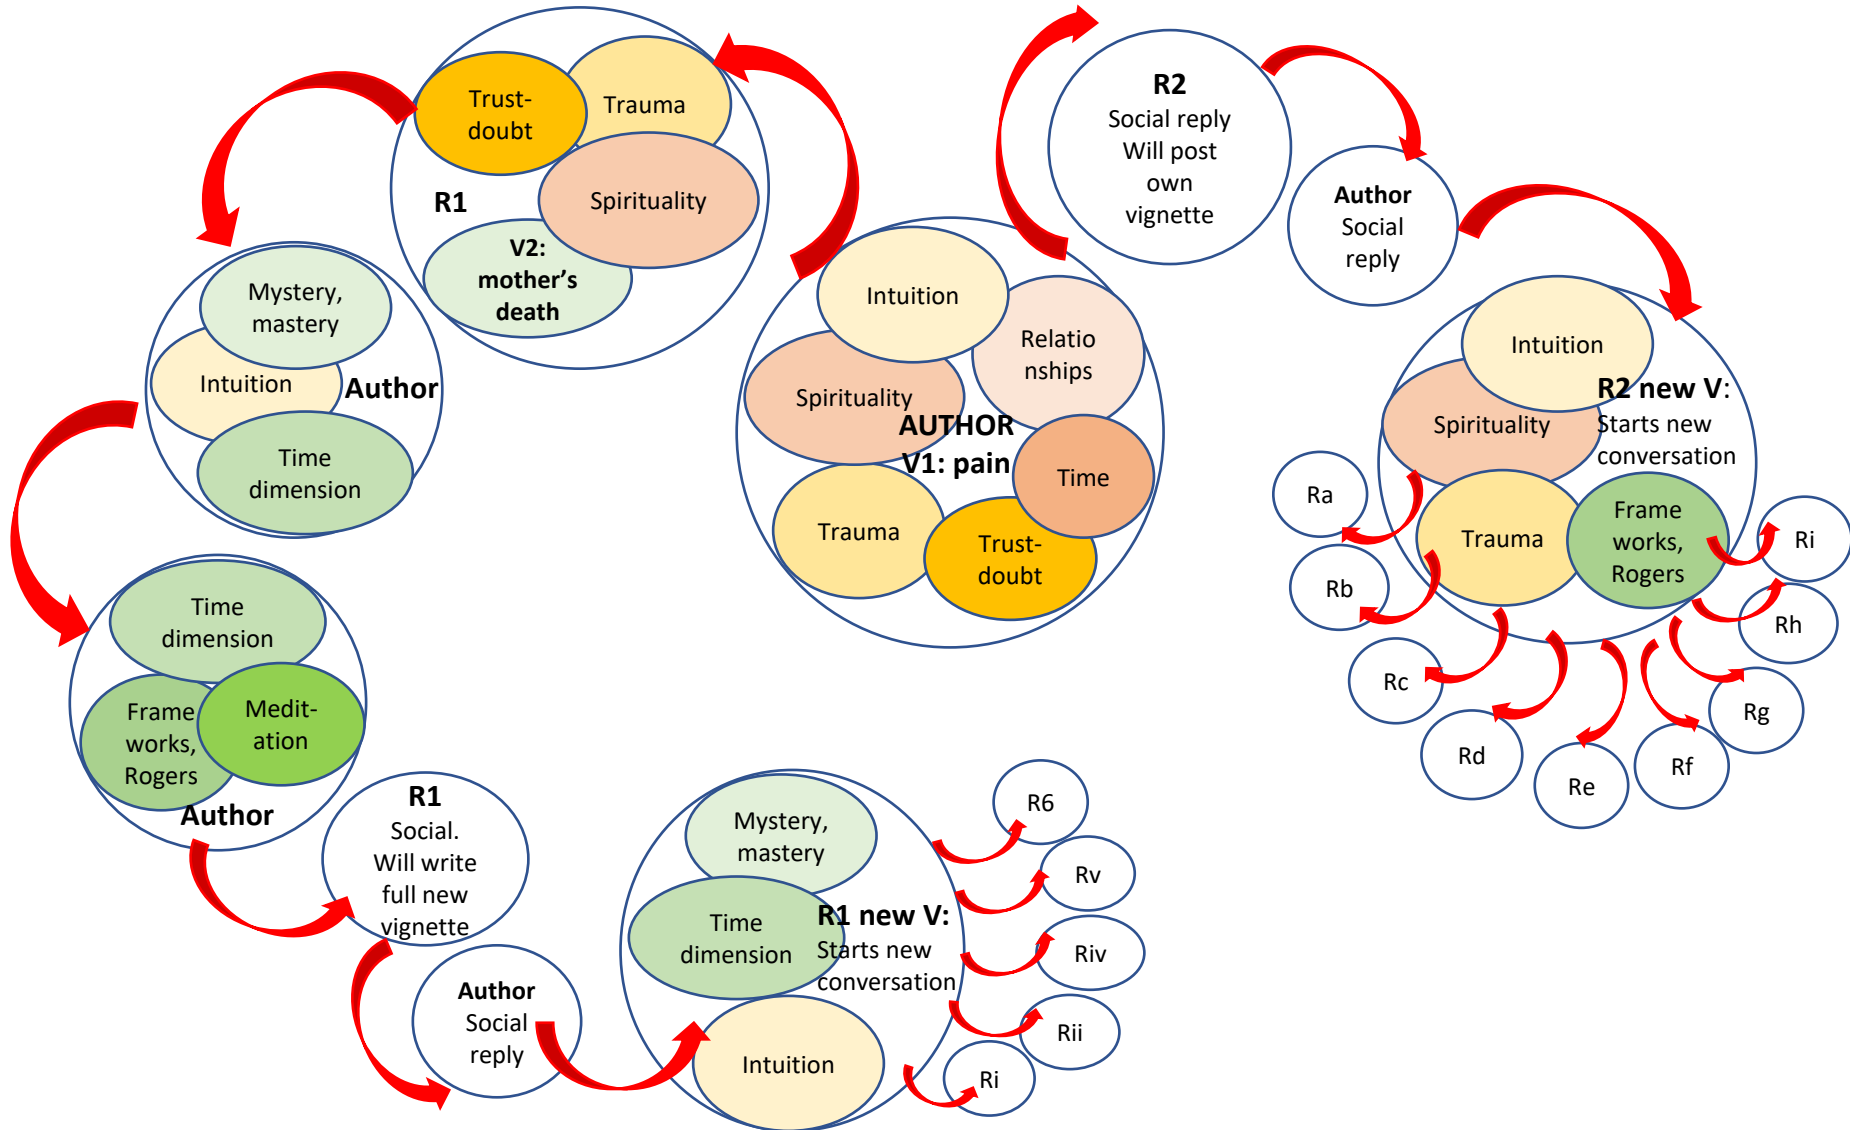 Trust-
doubt
Trauma
Spirituality
R1
V2:
mother's
death
R2
Social reply
Will post
own
vignette
Author
Social
reply
Mystery,
mastery
Intuition
Author
Time
dimension
Intuition
Relatio
nships
Spirituality
AUTHOR
V1: pain
Time
Trauma
Trust-
doubt
Intuition
R2 new V:
Spirituality
Starts new
conversation
Trauma
Frame
works,
Rogers
Ra
Rb
Rc
Rd
Re
Rf
Rg
Rh
Ri
Time
dimension
Frame
works,
Rogers
Medit-
ation
Author
R1
Social.
Will write
full new
vignette
Author
Social
reply
Mystery,
mastery
Time
dimension
R1 new V:
Starts new
conversation
Intuition
R6
Rv
Riv
Rii
Ri